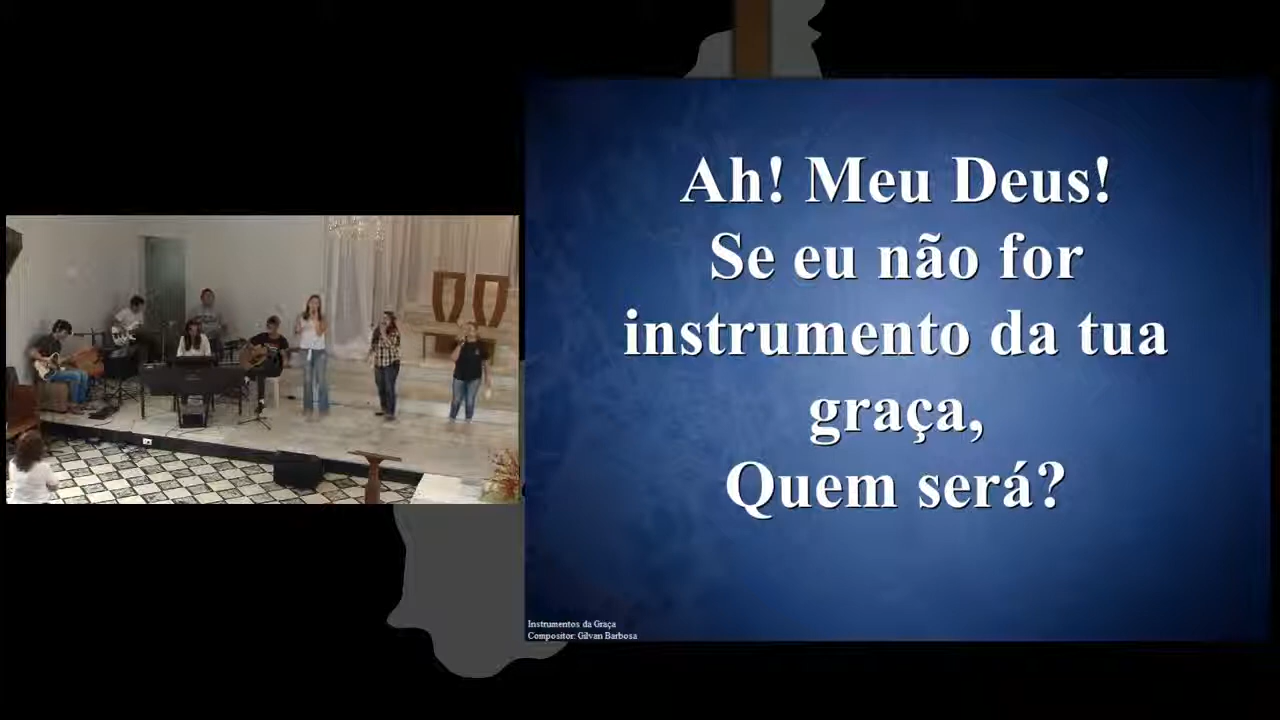 Ah! Meu Deus!
Se eu não for
instrumento da tua
graça,
Quem será?
Instrumentos da Graça
Compositor: Gilvan Barbosa